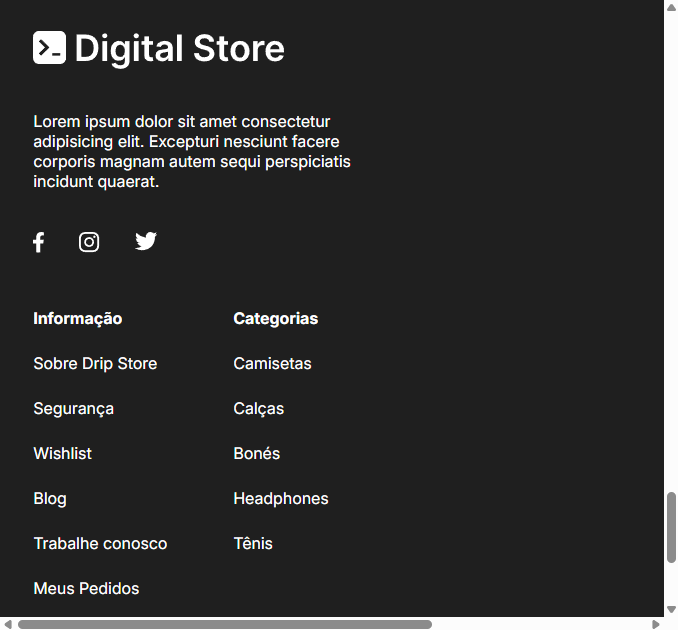 Digital Store
Lorem ipsum dolor sit amet consectetur
adipisicing elit. Excepturi nesciunt facere
corporis magnam autem sequi perspiciatis
incidunt quaerat.
Informação
Sobre Drip Store
Segurança
Wishlist
Blog
Trabalhe conosco
Meus Pedidos
Categorias
Camisetas
Calças
Bonés
Headphones
Tênis